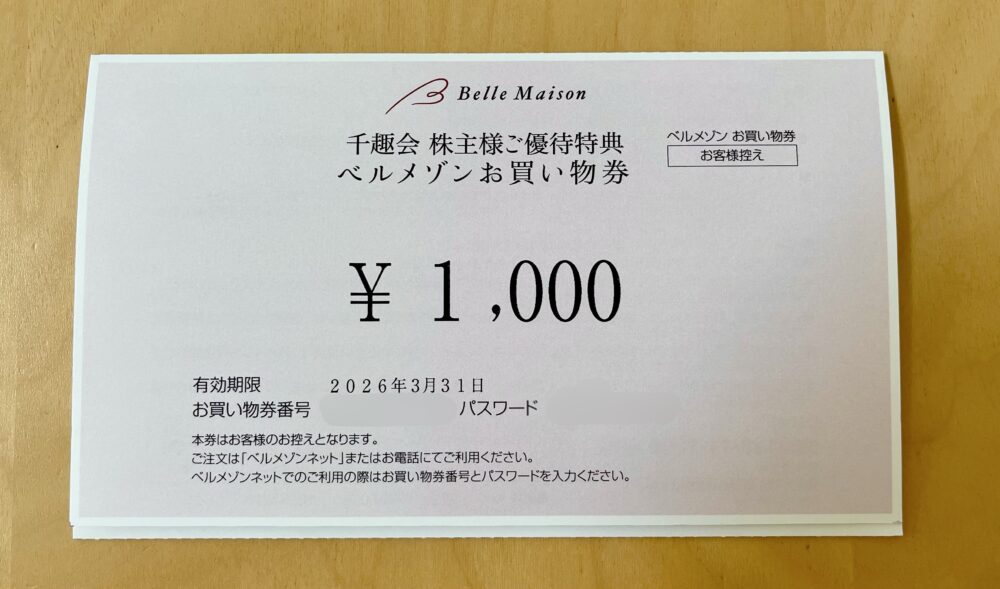 Belle Maison
千趣会 株主様ご優待特典
ベルメゾンお買い物券
ベルメゾン お買い物券
お客様控え
¥1,000
有効期限 2026年3月31日
お買い物券番号 パスワード
本券はお客様のお控えとなります。
ご注文は「ベルメゾンネット」またはお電話にてご利用ください。
ベルメゾンネットでのご利用の際はお買い物券番号とパスワードを入力ください。